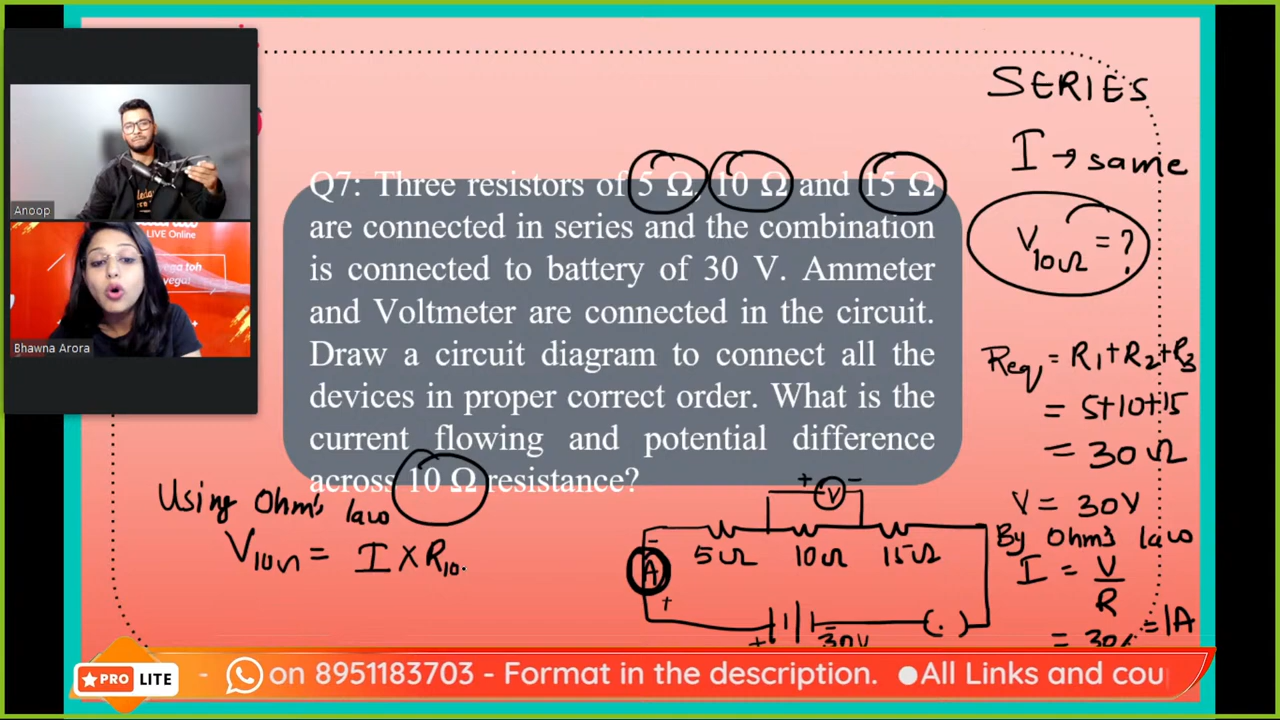 Anoop
LIVE Online
Bhawna Arora
Q7: Three resistors of 5 Ω, 10 Ω and 15 Ω
are connected in series and the combination
is connected to battery of 30 V. Ammeter
and Voltmeter are connected in the circuit.
Draw a circuit diagram to connect all the
devices in proper correct order. What is the
current flowing and potential difference
across 10 Ω resistance?
SERIES
I → same
V10Ω = ?
Req = R1+R2+R3
= 5+10+15
= 30Ω
V = 30V
By Ohm's law
I = V/R
= 30/ = 1A
Using Ohm's law
V10Ω = I × R10
+ V -
5Ω 10Ω 15Ω
-
A
+
+ - 30V (.)
PRO LITE
- on 8951183703 - Format in the description. ●All Links and cou